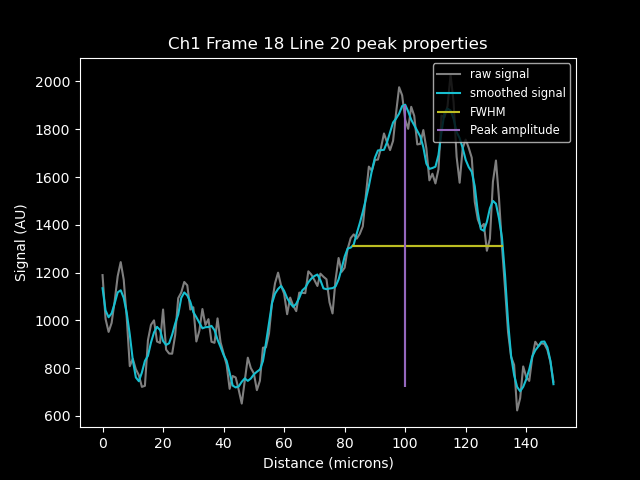 Ch1 Frame 18 Line 20 peak properties
raw signal
smoothed signal
FWHM
Peak amplitude
Signal (AU)
2000
1800
1600
1400
1200
1000
800
600
0 20 40 60 80 100 120 140
Distance (microns)